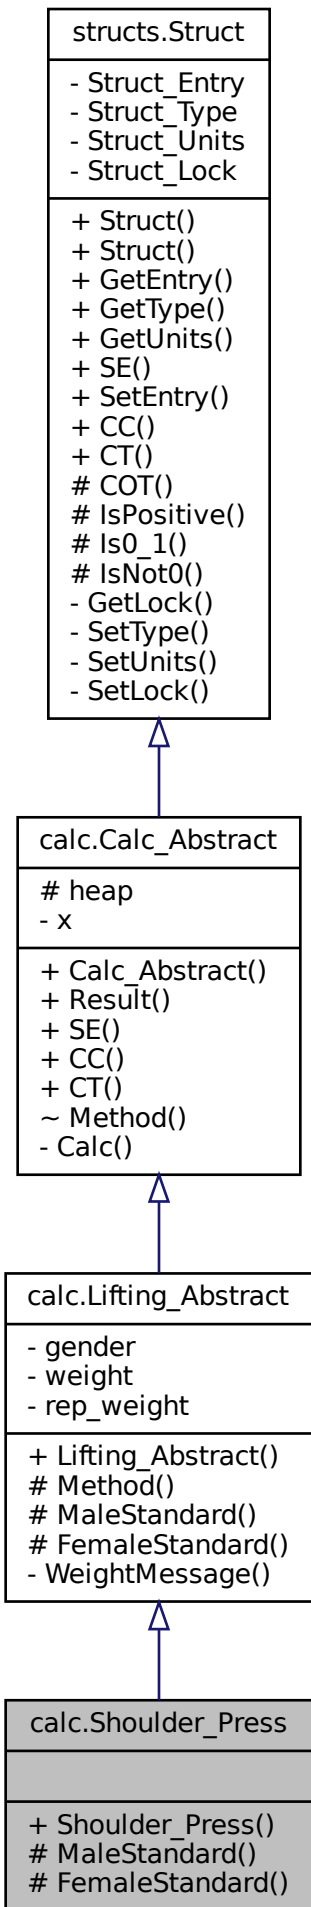 structs.Struct
- Struct_Entry
- Struct_Type
- Struct_Units
- Struct_Lock
+ Struct()
+ Struct()
+ GetEntry()
+ GetType()
+ GetUnits()
+ SE()
+ SetEntry()
+ CC()
+ CT()
# COT()
# IsPositive()
# Is0_1()
# IsNot0()
- GetLock()
- SetType()
- SetUnits()
- SetLock()
calc.Calc_Abstract
# heap
- x
+ Calc_Abstract()
+ Result()
+ SE()
+ CC()
+ CT()
~ Method()
- Calc()
calc.Lifting_Abstract
- gender
- weight
- rep_weight
+ Lifting_Abstract()
# Method()
# MaleStandard()
# FemaleStandard()
- WeightMessage()
calc.Shoulder_Press
+ Shoulder_Press()
# MaleStandard()
# FemaleStandard()